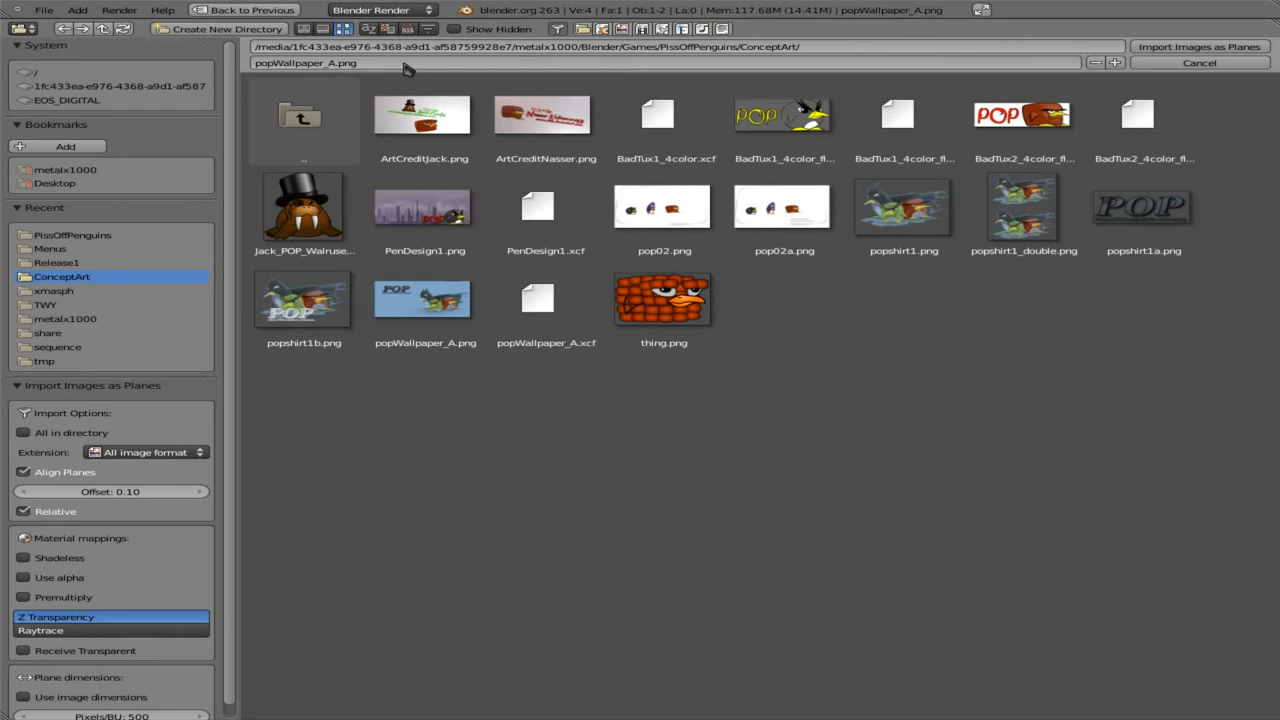 File Add Render Help Back to Previous Blender Render blender.org 263 | Ve:4 | Fa:1 | Ob:1-2 | La:0 | Mem:117.68M (14.41M) | popWallpaper_A.png
Create New Directory Show Hidden
System
/media/1fc433ea-e976-4368-a9d1-af58759928e7/metalx1000/Blender/Games/PissOffPenguins/ConceptArt/ Import Images as Planes
popWallpaper_A.png Cancel
/
1fc433ea-e976-4368-a9d1-af587
EOS_DIGITAL
Bookmarks
Add
metalx1000
Desktop
Recent
PissOffPenguins
Menus
Release1
ConceptArt
xmasph
TWY
metalx1000
share
sequence
tmp
Import Images as Planes
Import Options:
All in directory
Extension: All image format
Align Planes
Offset: 0.10
Relative
Material mappings:
Shadeless
Use alpha
Premultiply
Z Transparency
Raytrace
Receive Transparent
Plane dimensions:
Use image dimensions
Pixels/BU: 500
POP POP
.. ArtCreditJack.png ArtCreditNasser.png BadTux1_4color.xcf BadTux1_4color_fl... BadTux1_4color_fl... BadTux2_4color_fl... BadTux2_4color_fl...
POP POP
Jack_POP_Walruse... PenDesign1.png PenDesign1.xcf pop02.png pop02a.png popshirt1.png popshirt1_double.png popshirt1a.png
POP POP
popshirt1b.png popWallpaper_A.png popWallpaper_A.xcf thing.png